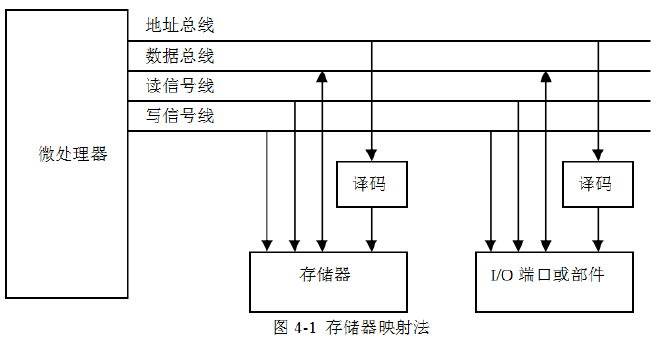 地址总线
数据总线
读信号线
写信号线
微处理器
译码
译码
存储器
I/O 端口或部件
图 4-1 存储器映射法